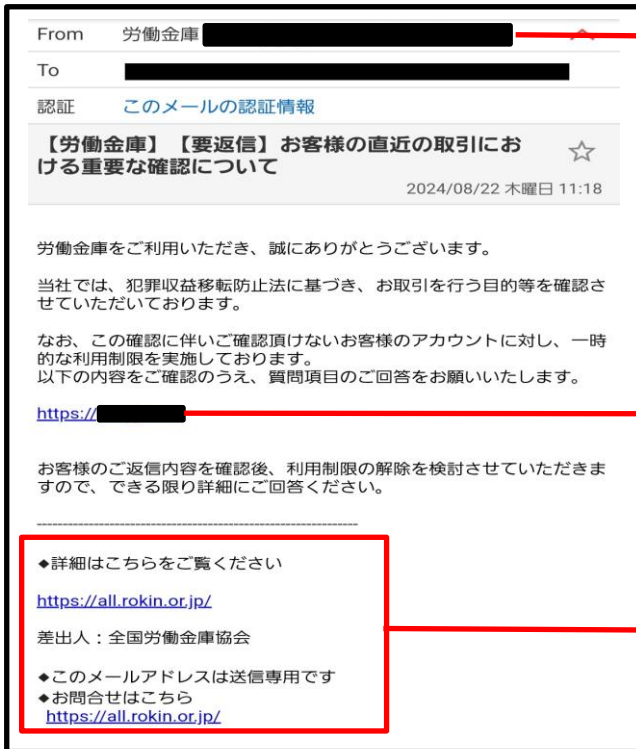 From 労働金庫
To
認証 このメールの認証情報
【労働金庫】【要返信】お客様の直近の取引にお
ける重要な確認について
2024/08/22 木曜日 11:18
労働金庫をご利用いただき、誠にありがとうございます。
当社では、犯罪収益移転防止法に基づき、お取引を行う目的等を確認さ
せていただいております。
なお、この確認に伴いご確認頂けないお客様のアカウントに対し、一時
的な利用制限を実施しております。
以下の内容をご確認のうえ、質問項目のご回答をお願いいたします。
https://
お客様のご返信内容を確認後、利用制限の解除を検討させていただきま
すので、できる限り詳細にご回答ください。
------------------------------------------------------------
◆詳細はこちらをご覧ください
https://all.rokin.or.jp/
差出人：全国労働金庫協会
◆このメールアドレスは送信専用です
◆お問合せはこちら
https://all.rokin.or.jp/